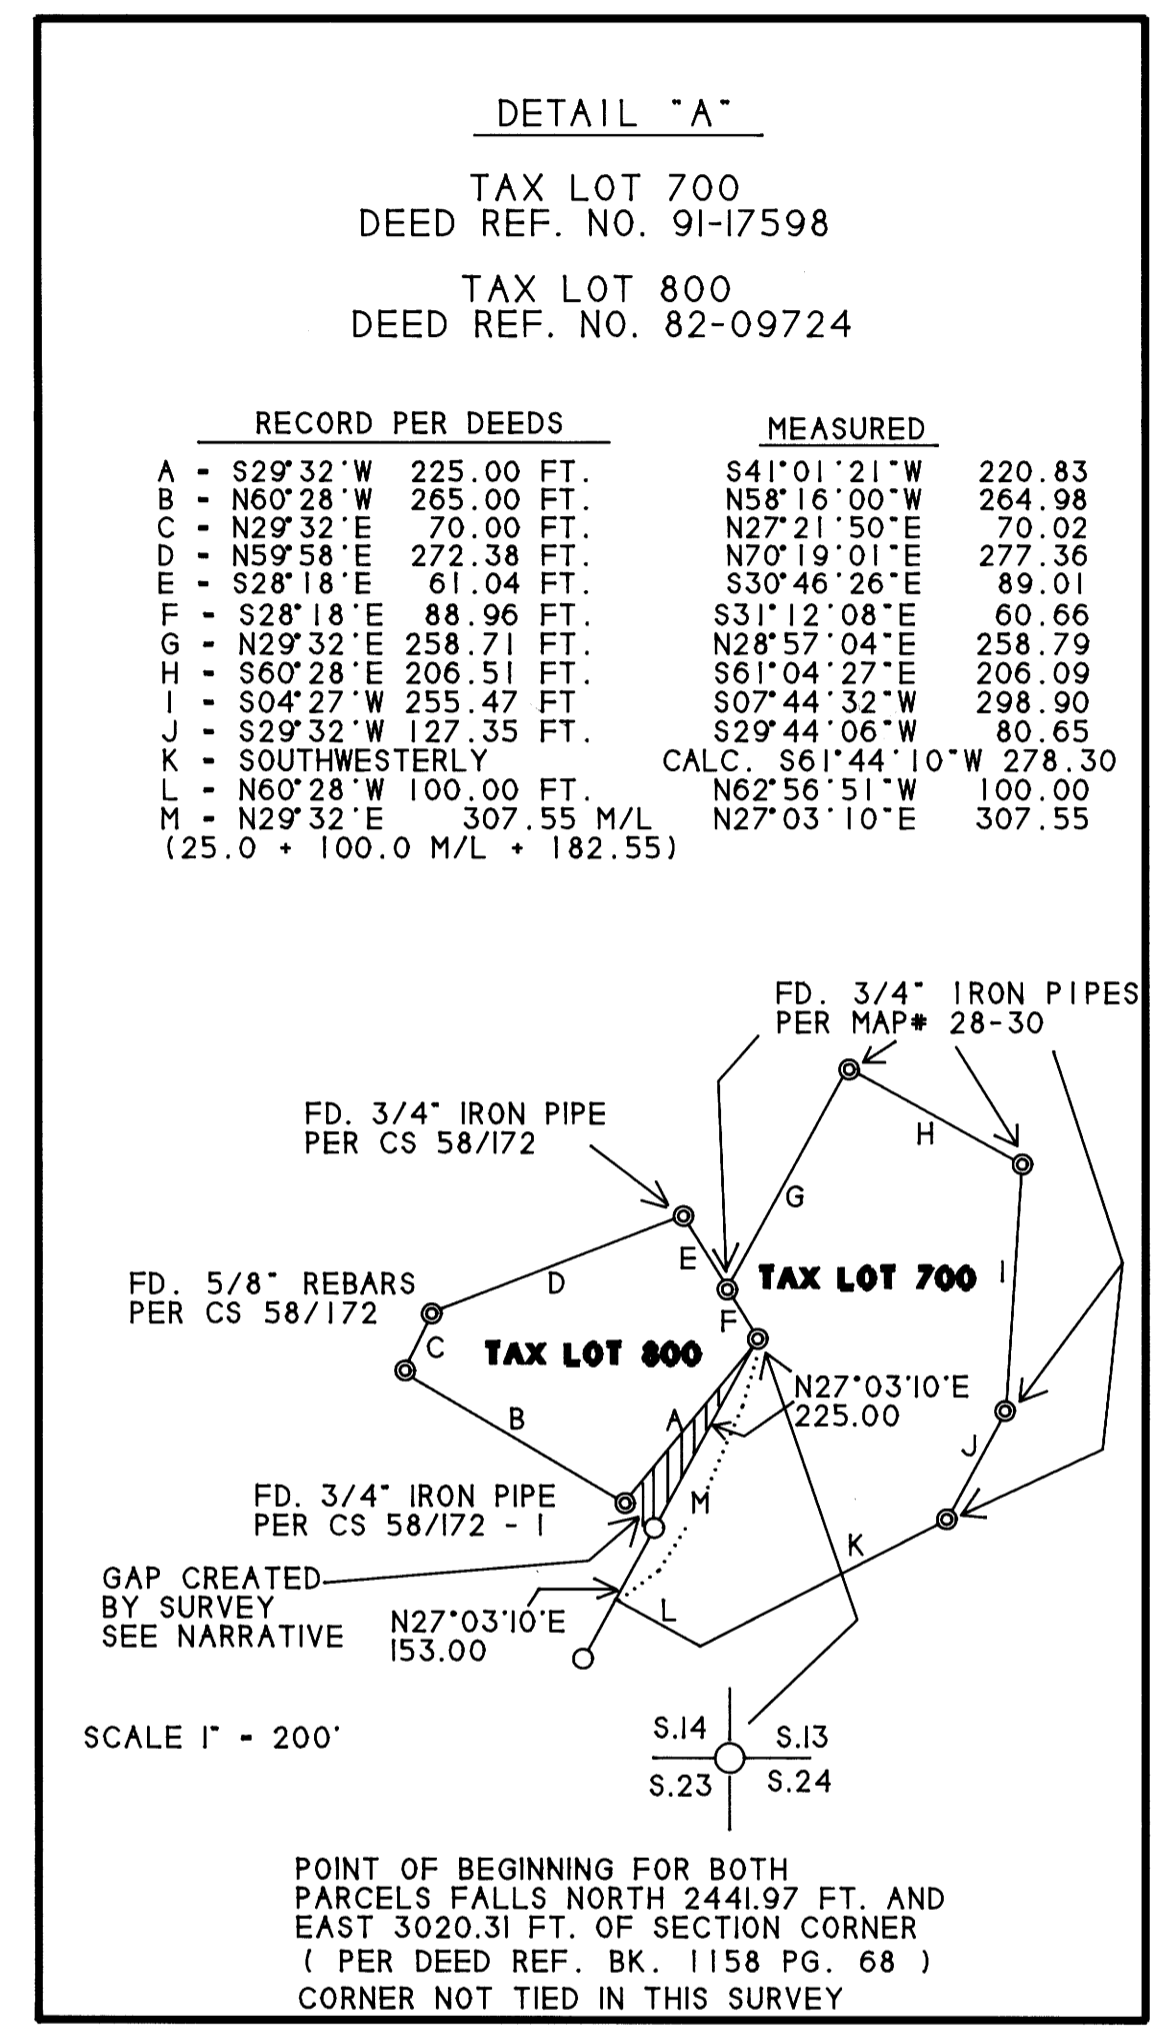 DETAIL "A"
TAX LOT 700
DEED REF. NO. 91-17598
TAX LOT 800
DEED REF. NO. 82-09724
RECORD PER DEEDS MEASURED
A - S29°32'W 225.00 FT. S41°01'21"W 220.83
B - N60°28'W 265.00 FT. N58°16'00"W 264.98
C - N29°32'E 70.00 FT. N27°21'50"E 70.02
D - N59°58'E 272.38 FT. N70°19'01"E 277.36
E - S28°18'E 61.04 FT. S30°46'26"E 89.01
F - S28°18'E 88.96 FT. S31°12'08"E 60.66
G - N29°32'E 258.71 FT. N28°57'04"E 258.79
H - S60°28'E 206.51 FT. S61°04'27"E 206.09
I - S04°27'W 255.47 FT S07°44'32"W 298.90
J - S29°32'W 127.35 FT. S29°44'06"W 80.65
K - SOUTHWESTERLY CALC. S61°44'10"W 278.30
L - N60°28'W 100.00 FT. N62°56'51"W 100.00
M - N29°32'E 307.55 M/L N27°03'10"E 307.55
(25.0 + 100.0 M/L + 182.55)
FD. 3/4" IRON PIPES
PER MAP# 28-30
FD. 3/4" IRON PIPE
PER CS 58/172
H
G
E
D
FD. 5/8" REBARS
PER CS 58/172
TAX LOT 700
I
F
C
TAX LOT 800
N27°03'10"E
225.00
B
A
J
FD. 3/4" IRON PIPE
PER CS 58/172 - 1
M
K
GAP CREATED
BY SURVEY
SEE NARRATIVE
L
N27°03'10"E
153.00
SCALE 1" - 200'
S.14 S.13
S.23 S.24
POINT OF BEGINNING FOR BOTH
PARCELS FALLS NORTH 2441.97 FT. AND
EAST 3020.31 FT. OF SECTION CORNER
( PER DEED REF. BK. 1158 PG. 68 )
CORNER NOT TIED IN THIS SURVEY